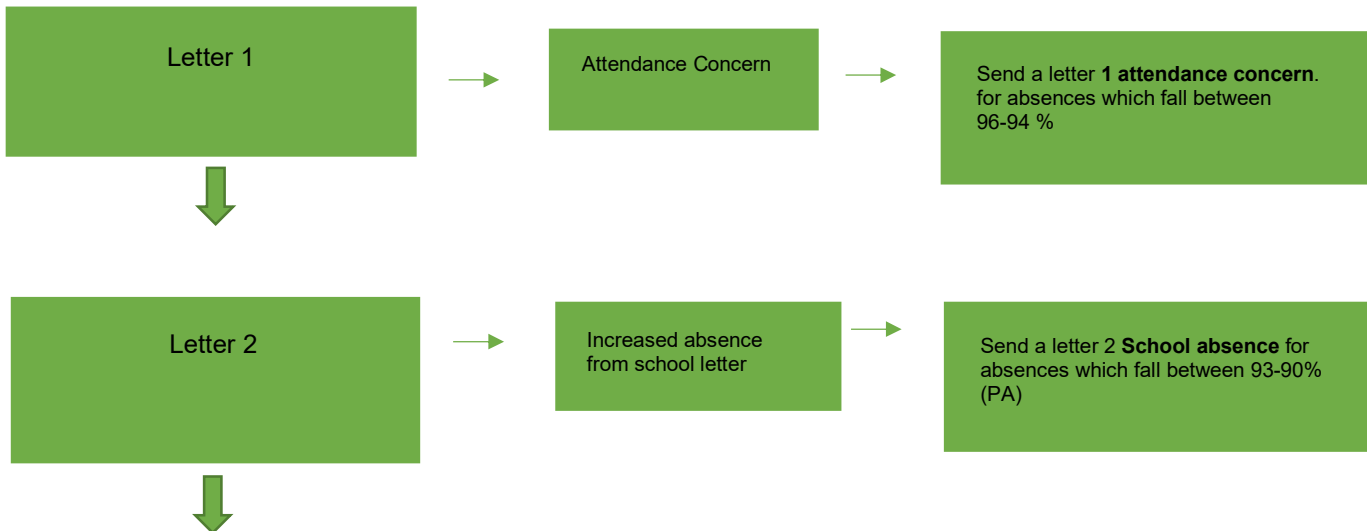 Letter 1
Attendance Concern
Send a letter 1 attendance concern.
for absences which fall between
96-94 %
Letter 2
Increased absence
from school letter
Send a letter 2 School absence for
absences which fall between 93-90%
(PA)